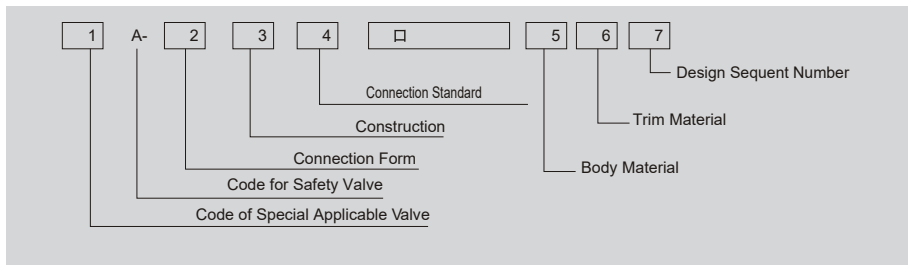 1 A- 2 3 4 口 5 6 7
Design Sequent Number
Connection Standard
Trim Material
Construction
Connection Form
Body Material
Code for Safety Valve
Code of Special Applicable Valve